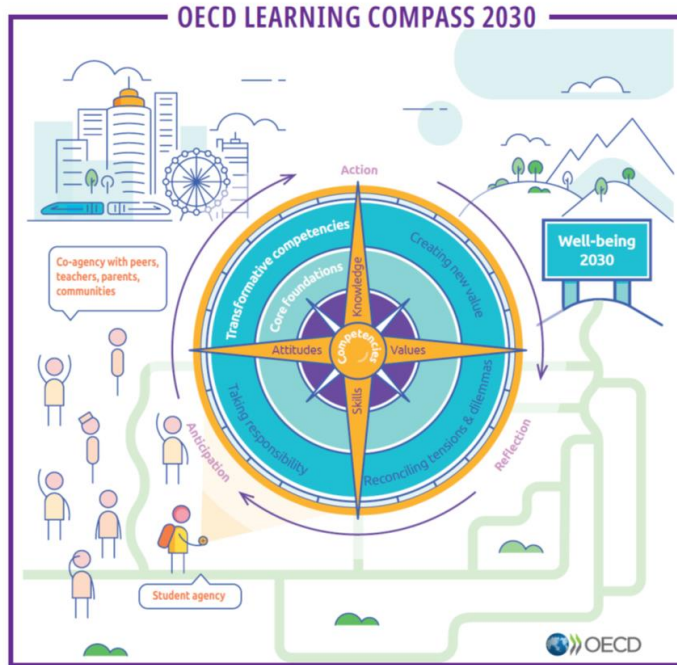 OECD LEARNING COMPASS 2030
Action
Well-being
2030
Co-agency with peers,
teachers, parents,
communities
Transformative competencies
Core foundations
Creating new value
Knowledge
Attitudes
Competencies
Values
Skills
Taking responsibility
Reconciling tensions & dilemmas
Anticipation
Reflection
Student agency
OECD